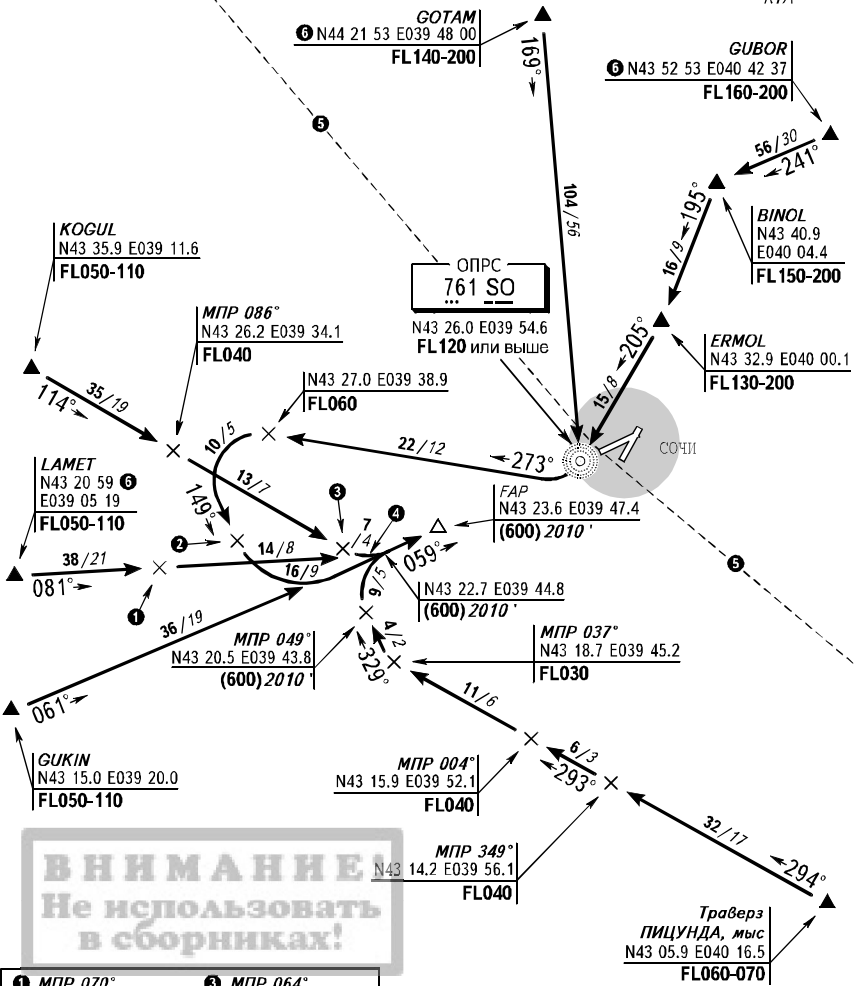 GOTAM
❻ N44 21 53 E039 48 00
FL140-200
169°
GUBOR
❻ N43 52 53 E040 42 37
FL160-200
❺
56/30
241°
195°
104/56
16/9
BINOL
N43 40.9
E040 04.4
FL150-200
KOGUL
N43 35.9 E039 11.6
FL050-110
ОПРС
761 SO
N43 26.0 E039 54.6
FL120 или выше
МПР 086°
N43 26.2 E039 34.1
FL040
205°
15/8
ERMOL
N43 32.9 E040 00.1
FL130-200
N43 27.0 E039 38.9
FL060
35/19
114°
10/5
22/12
273°
СОЧИ
LAMET
N43 20 59 ❻
E039 05 19
FL050-110
13/7
149°
❸
7/4
❹
FAP
N43 23.6 E039 47.4
(600) 2010'
❷
14/8
16/9
059°
38/21
081°
❶
9/5
N43 22.7 E039 44.8
(600) 2010'
❺
36/19
МПР 049°
N43 20.5 E039 43.8
(600) 2010'
4/2
329°
МПР 037°
N43 18.7 E039 45.2
FL030
061°
11/6
GUKIN
N43 15.0 E039 20.0
FL050-110
МПР 004°
N43 15.9 E039 52.1
FL040
6/3
293°
МПР 349°
N43 14.2 E039 56.1
FL040
32/17
294°
Траверз
ПИЦУНДА, мыс
N43 05.9 E040 16.5
FL060-070
ВНИМАНИЕ!
Не использовать
в сборниках!
❶ МПР 070° ❸ МПР 064°